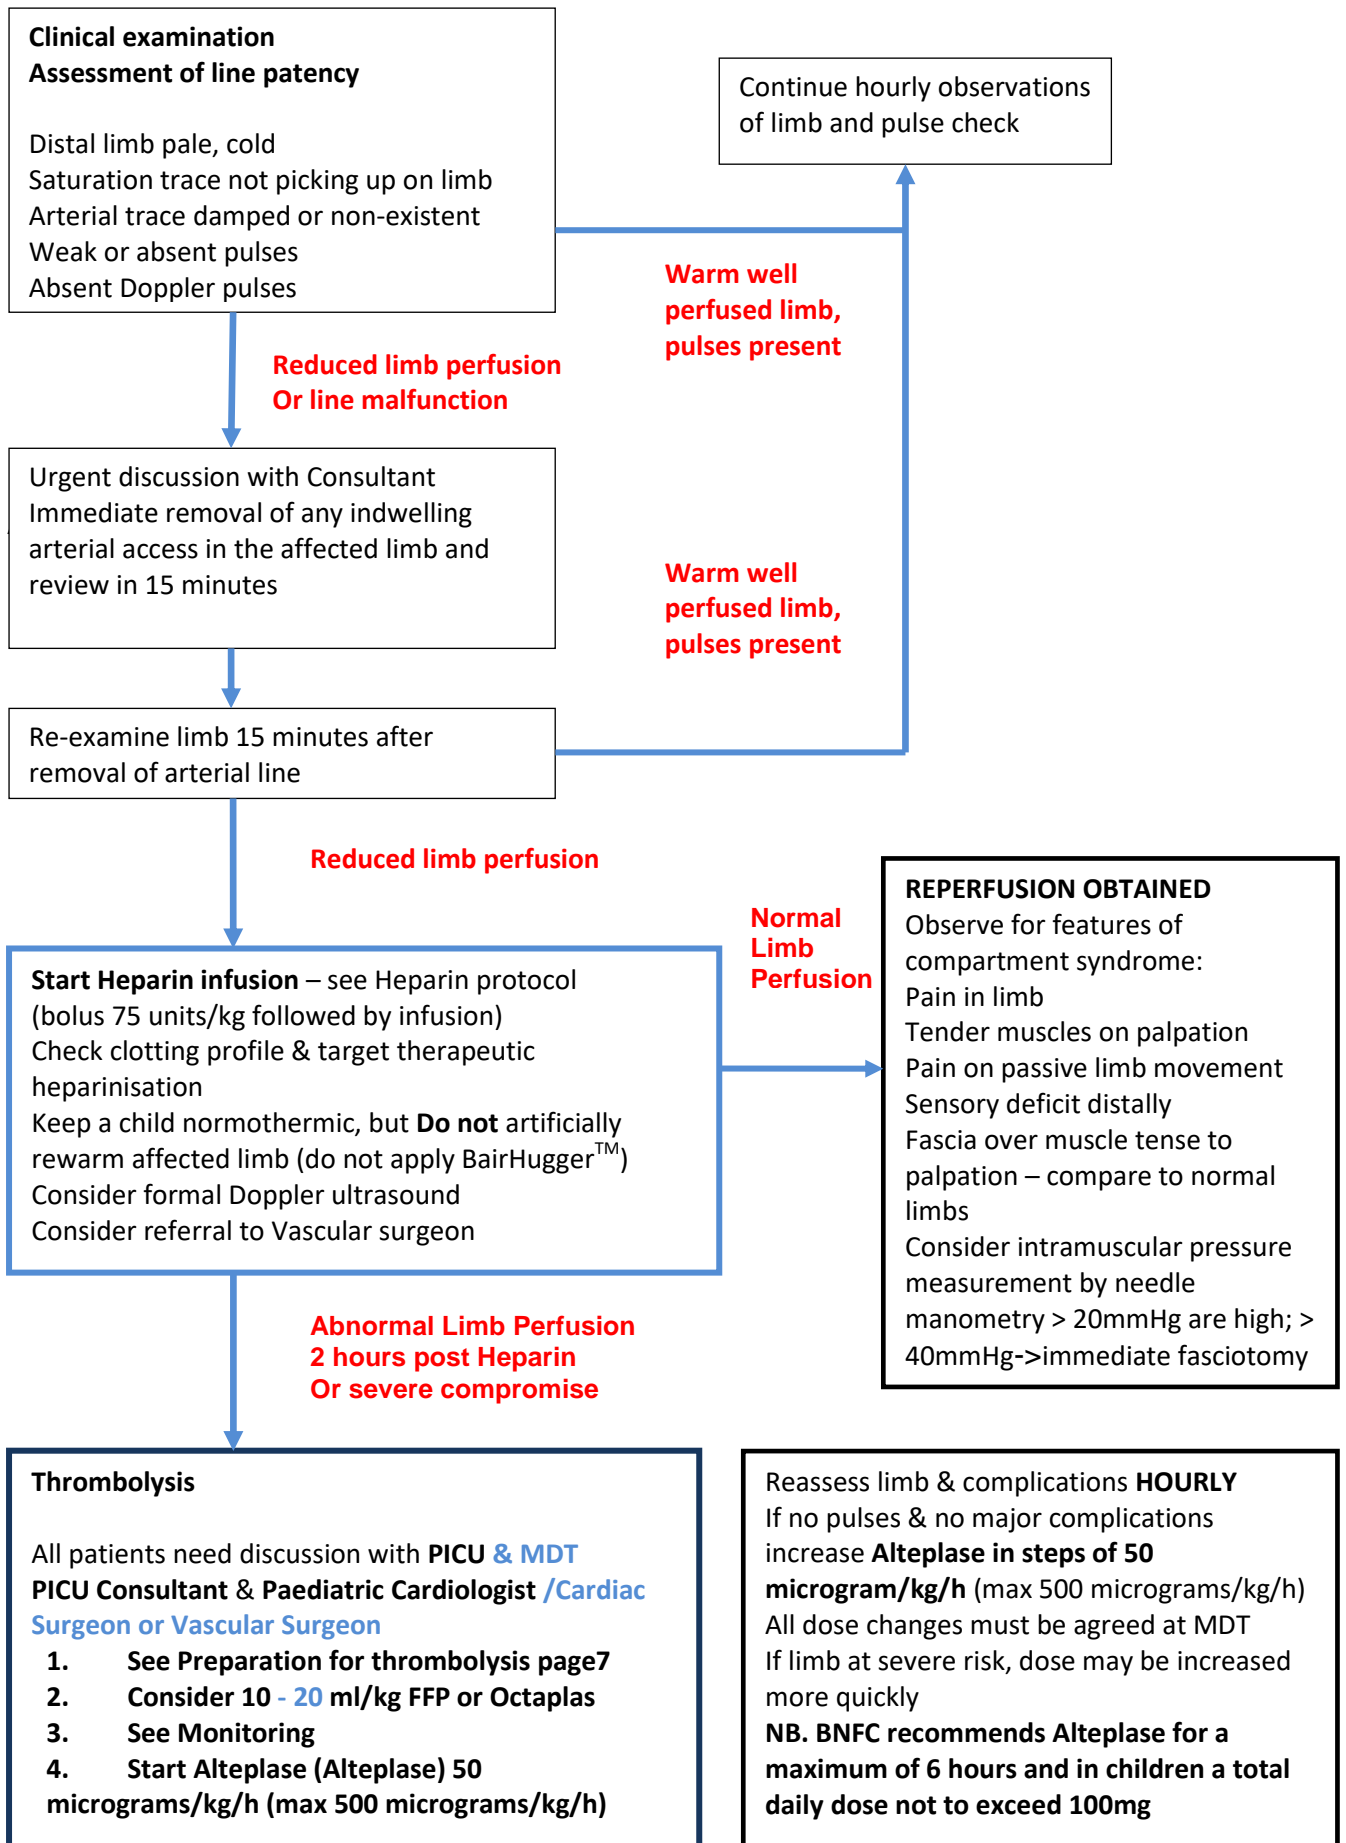 Clinical examination
Assessment of line patency
Distal limb pale, cold
Saturation trace not picking up on limb
Arterial trace damped or non-existent
Weak or absent pulses
Absent Doppler pulses
Continue hourly observations
of limb and pulse check
Warm well
perfused limb,
pulses present
Reduced limb perfusion
Or line malfunction
Urgent discussion with Consultant
Immediate removal of any indwelling
arterial access in the affected limb and
review in 15 minutes
Warm well
perfused limb,
pulses present
Re-examine limb 15 minutes after
removal of arterial line
Reduced limb perfusion
Start Heparin infusion – see Heparin protocol
(bolus 75 units/kg followed by infusion)
Check clotting profile & target therapeutic
heparinisation
Keep a child normothermic, but Do not artificially
rewarm affected limb (do not apply BairHugger™)
Consider formal Doppler ultrasound
Consider referral to Vascular surgeon
Normal
Limb
Perfusion
REPERFUSION OBTAINED
Observe for features of
compartment syndrome:
Pain in limb
Tender muscles on palpation
Pain on passive limb movement
Sensory deficit distally
Fascia over muscle tense to
palpation – compare to normal
limbs
Consider intramuscular pressure
measurement by needle
manometry > 20mmHg are high; >
40mmHg->immediate fasciotomy
Abnormal Limb Perfusion
2 hours post Heparin
Or severe compromise
Thrombolysis
All patients need discussion with PICU & MDT
PICU Consultant & Paediatric Cardiologist /Cardiac
Surgeon or Vascular Surgeon
1. See Preparation for thrombolysis page7
2. Consider 10 - 20 ml/kg FFP or Octaplas
3. See Monitoring
4. Start Alteplase (Alteplase) 50
micrograms/kg/h (max 500 micrograms/kg/h)
Reassess limb & complications HOURLY
If no pulses & no major complications
increase Alteplase in steps of 50
microgram/kg/h (max 500 micrograms/kg/h)
All dose changes must be agreed at MDT
If limb at severe risk, dose may be increased
more quickly
NB. BNFC recommends Alteplase for a
maximum of 6 hours and in children a total
daily dose not to exceed 100mg